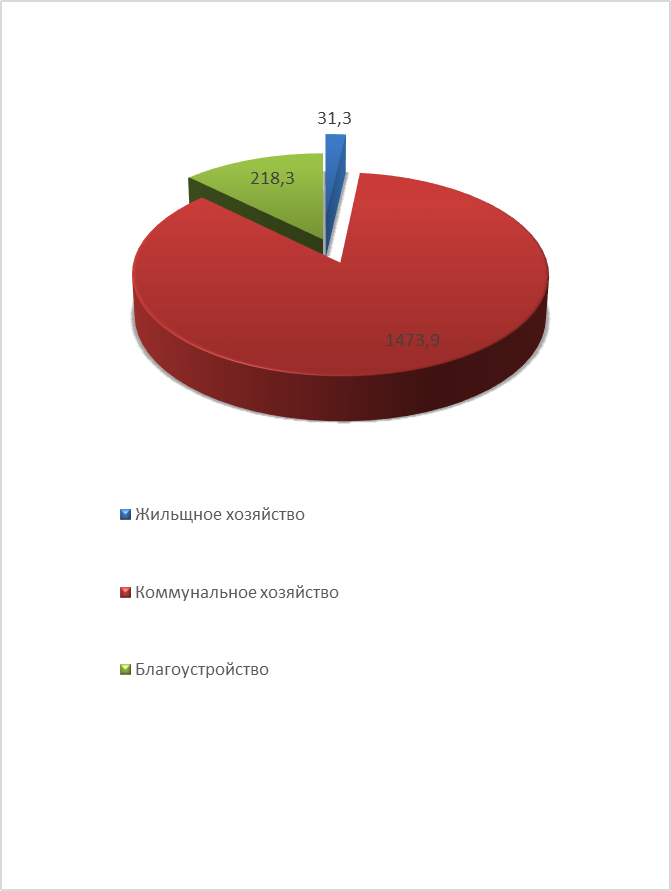 31,3
218,3
1473,9
Жильщное хозяйство
Коммунальное хозяйство
Благоустройство